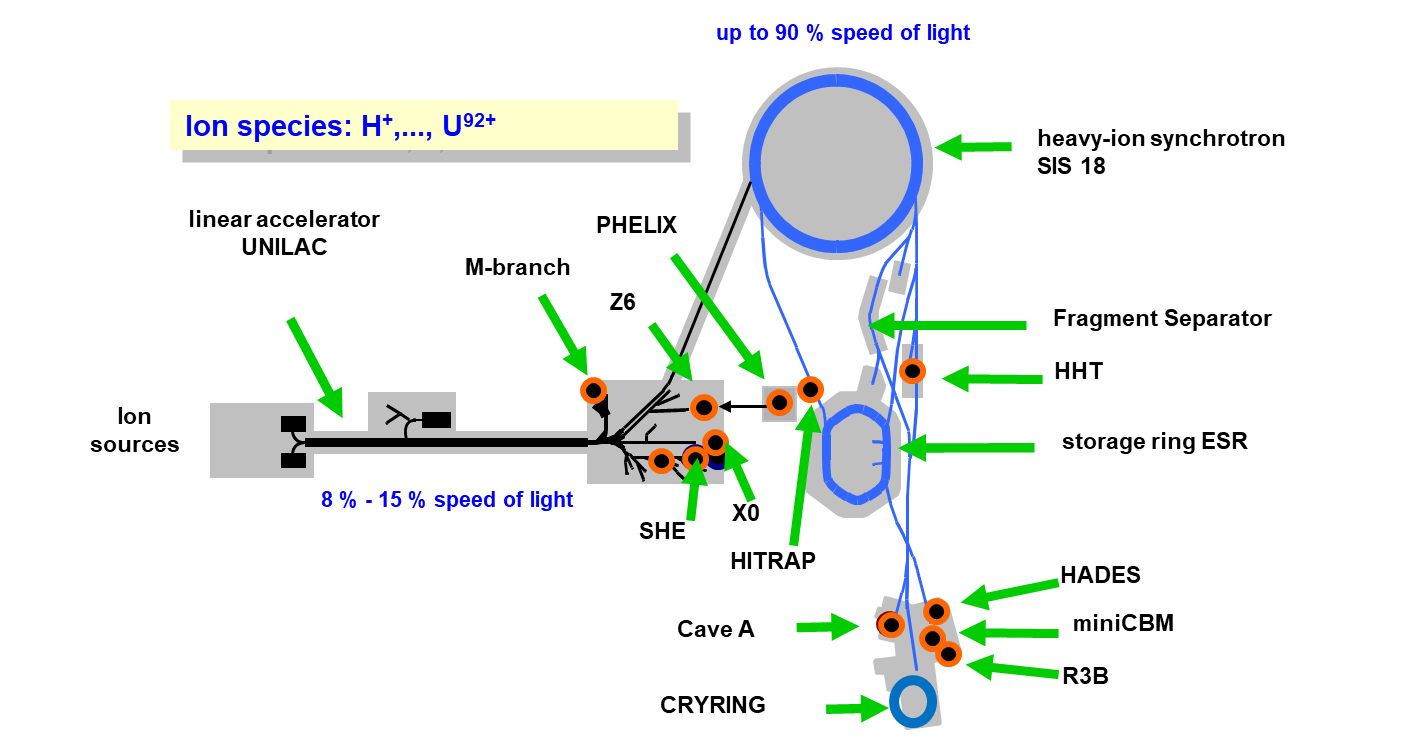 up to 90 % speed of light
Ion species: H⁺,..., U⁹²⁺
heavy-ion synchrotron
SIS 18
linear accelerator
UNILAC
PHELIX
M-branch
Z6
Fragment Separator
HHT
Ion
sources
storage ring ESR
8 % - 15 % speed of light
X0
SHE
HITRAP
HADES
miniCBM
Cave A
R3B
CRYRING